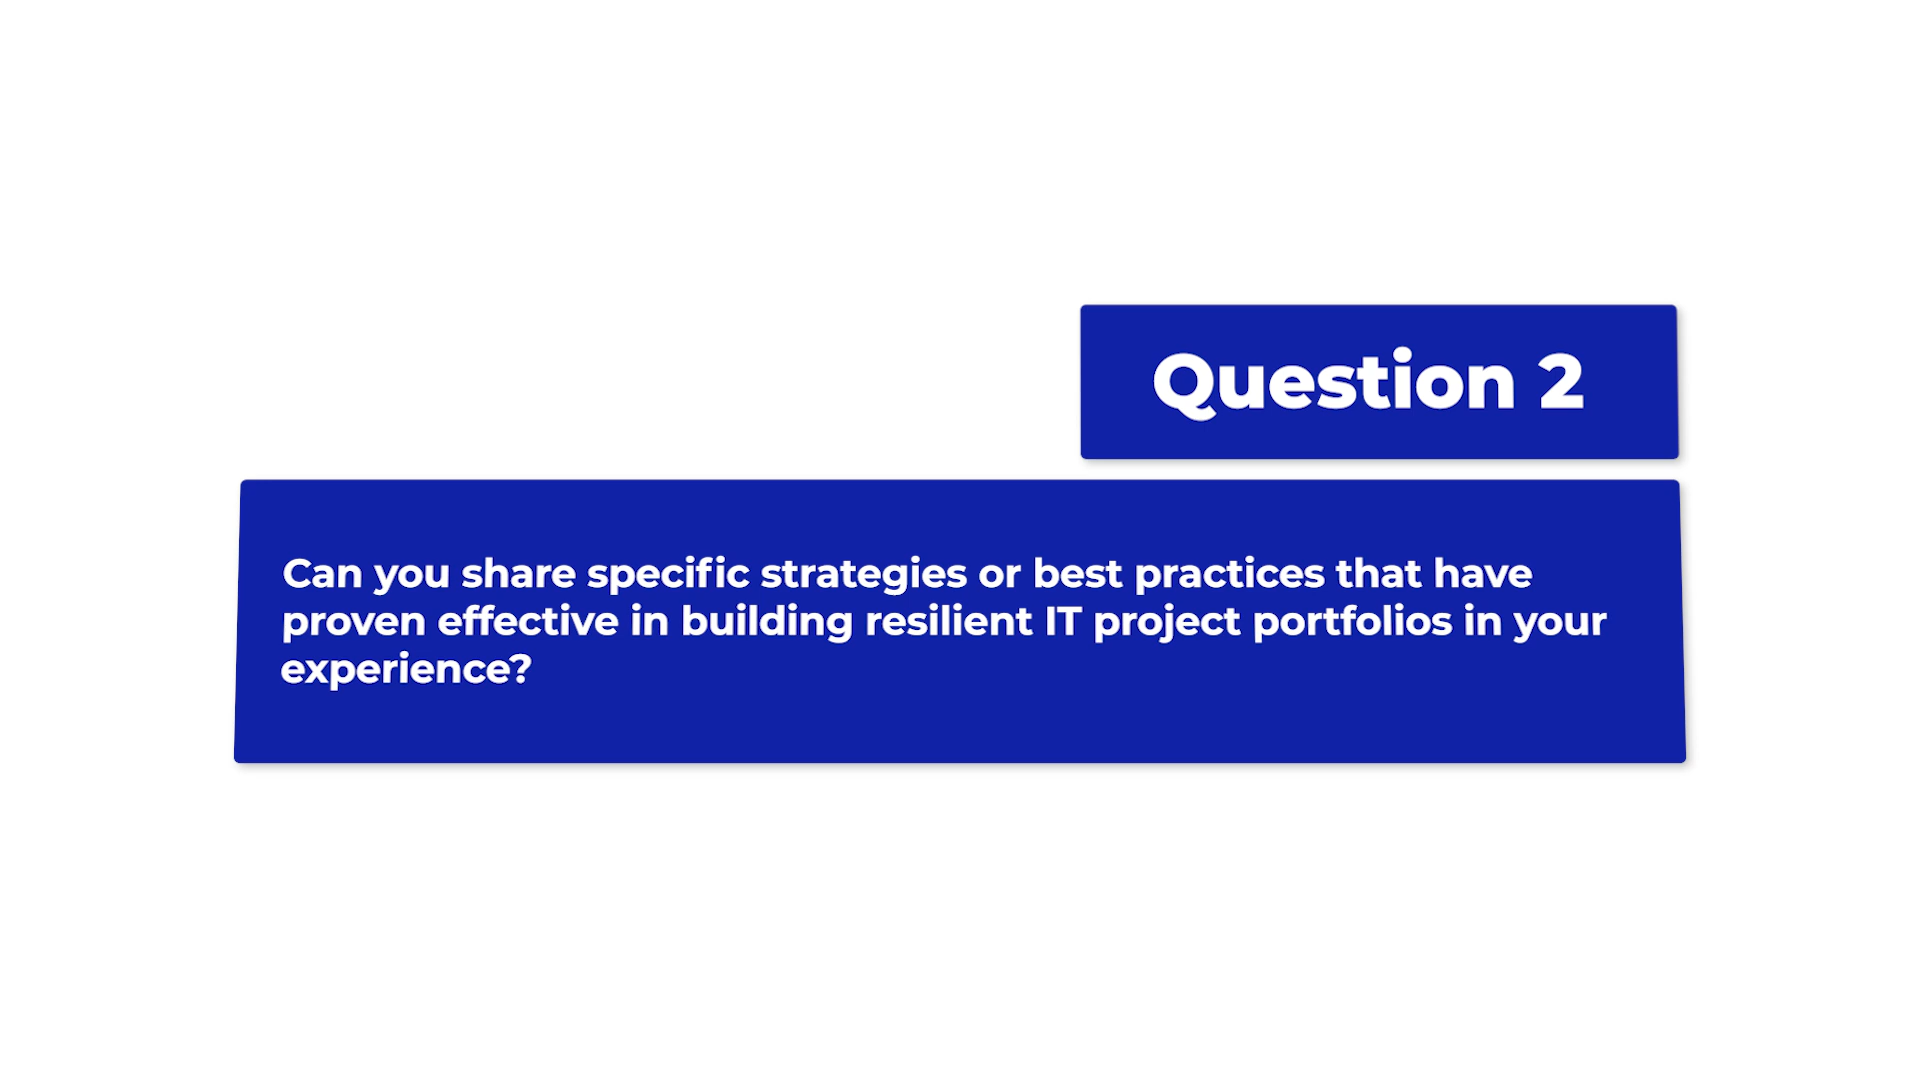 Question 2
Can you share specific strategies or best practices that have
proven effective in building resilient IT project portfolios in your
experience?